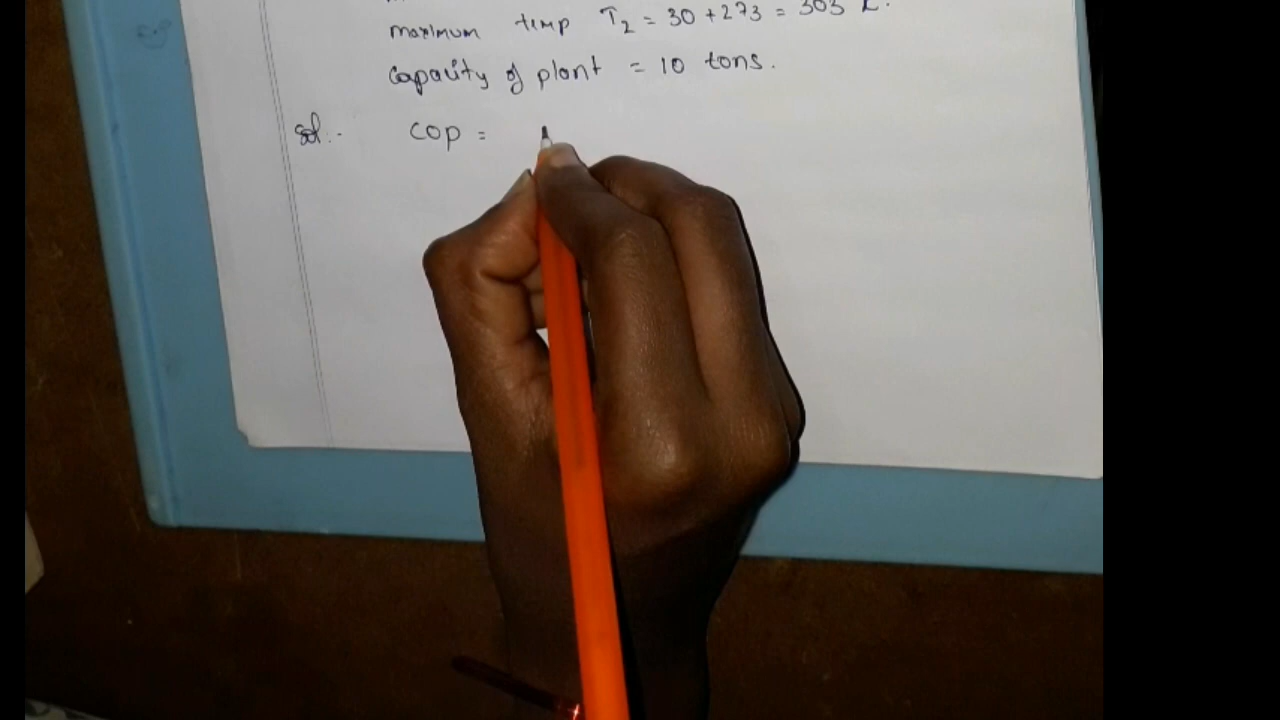 maximum temp T₂ = 30 + 273 = 303 K.
Capacity of plant = 10 tons.
Sol:- COP =